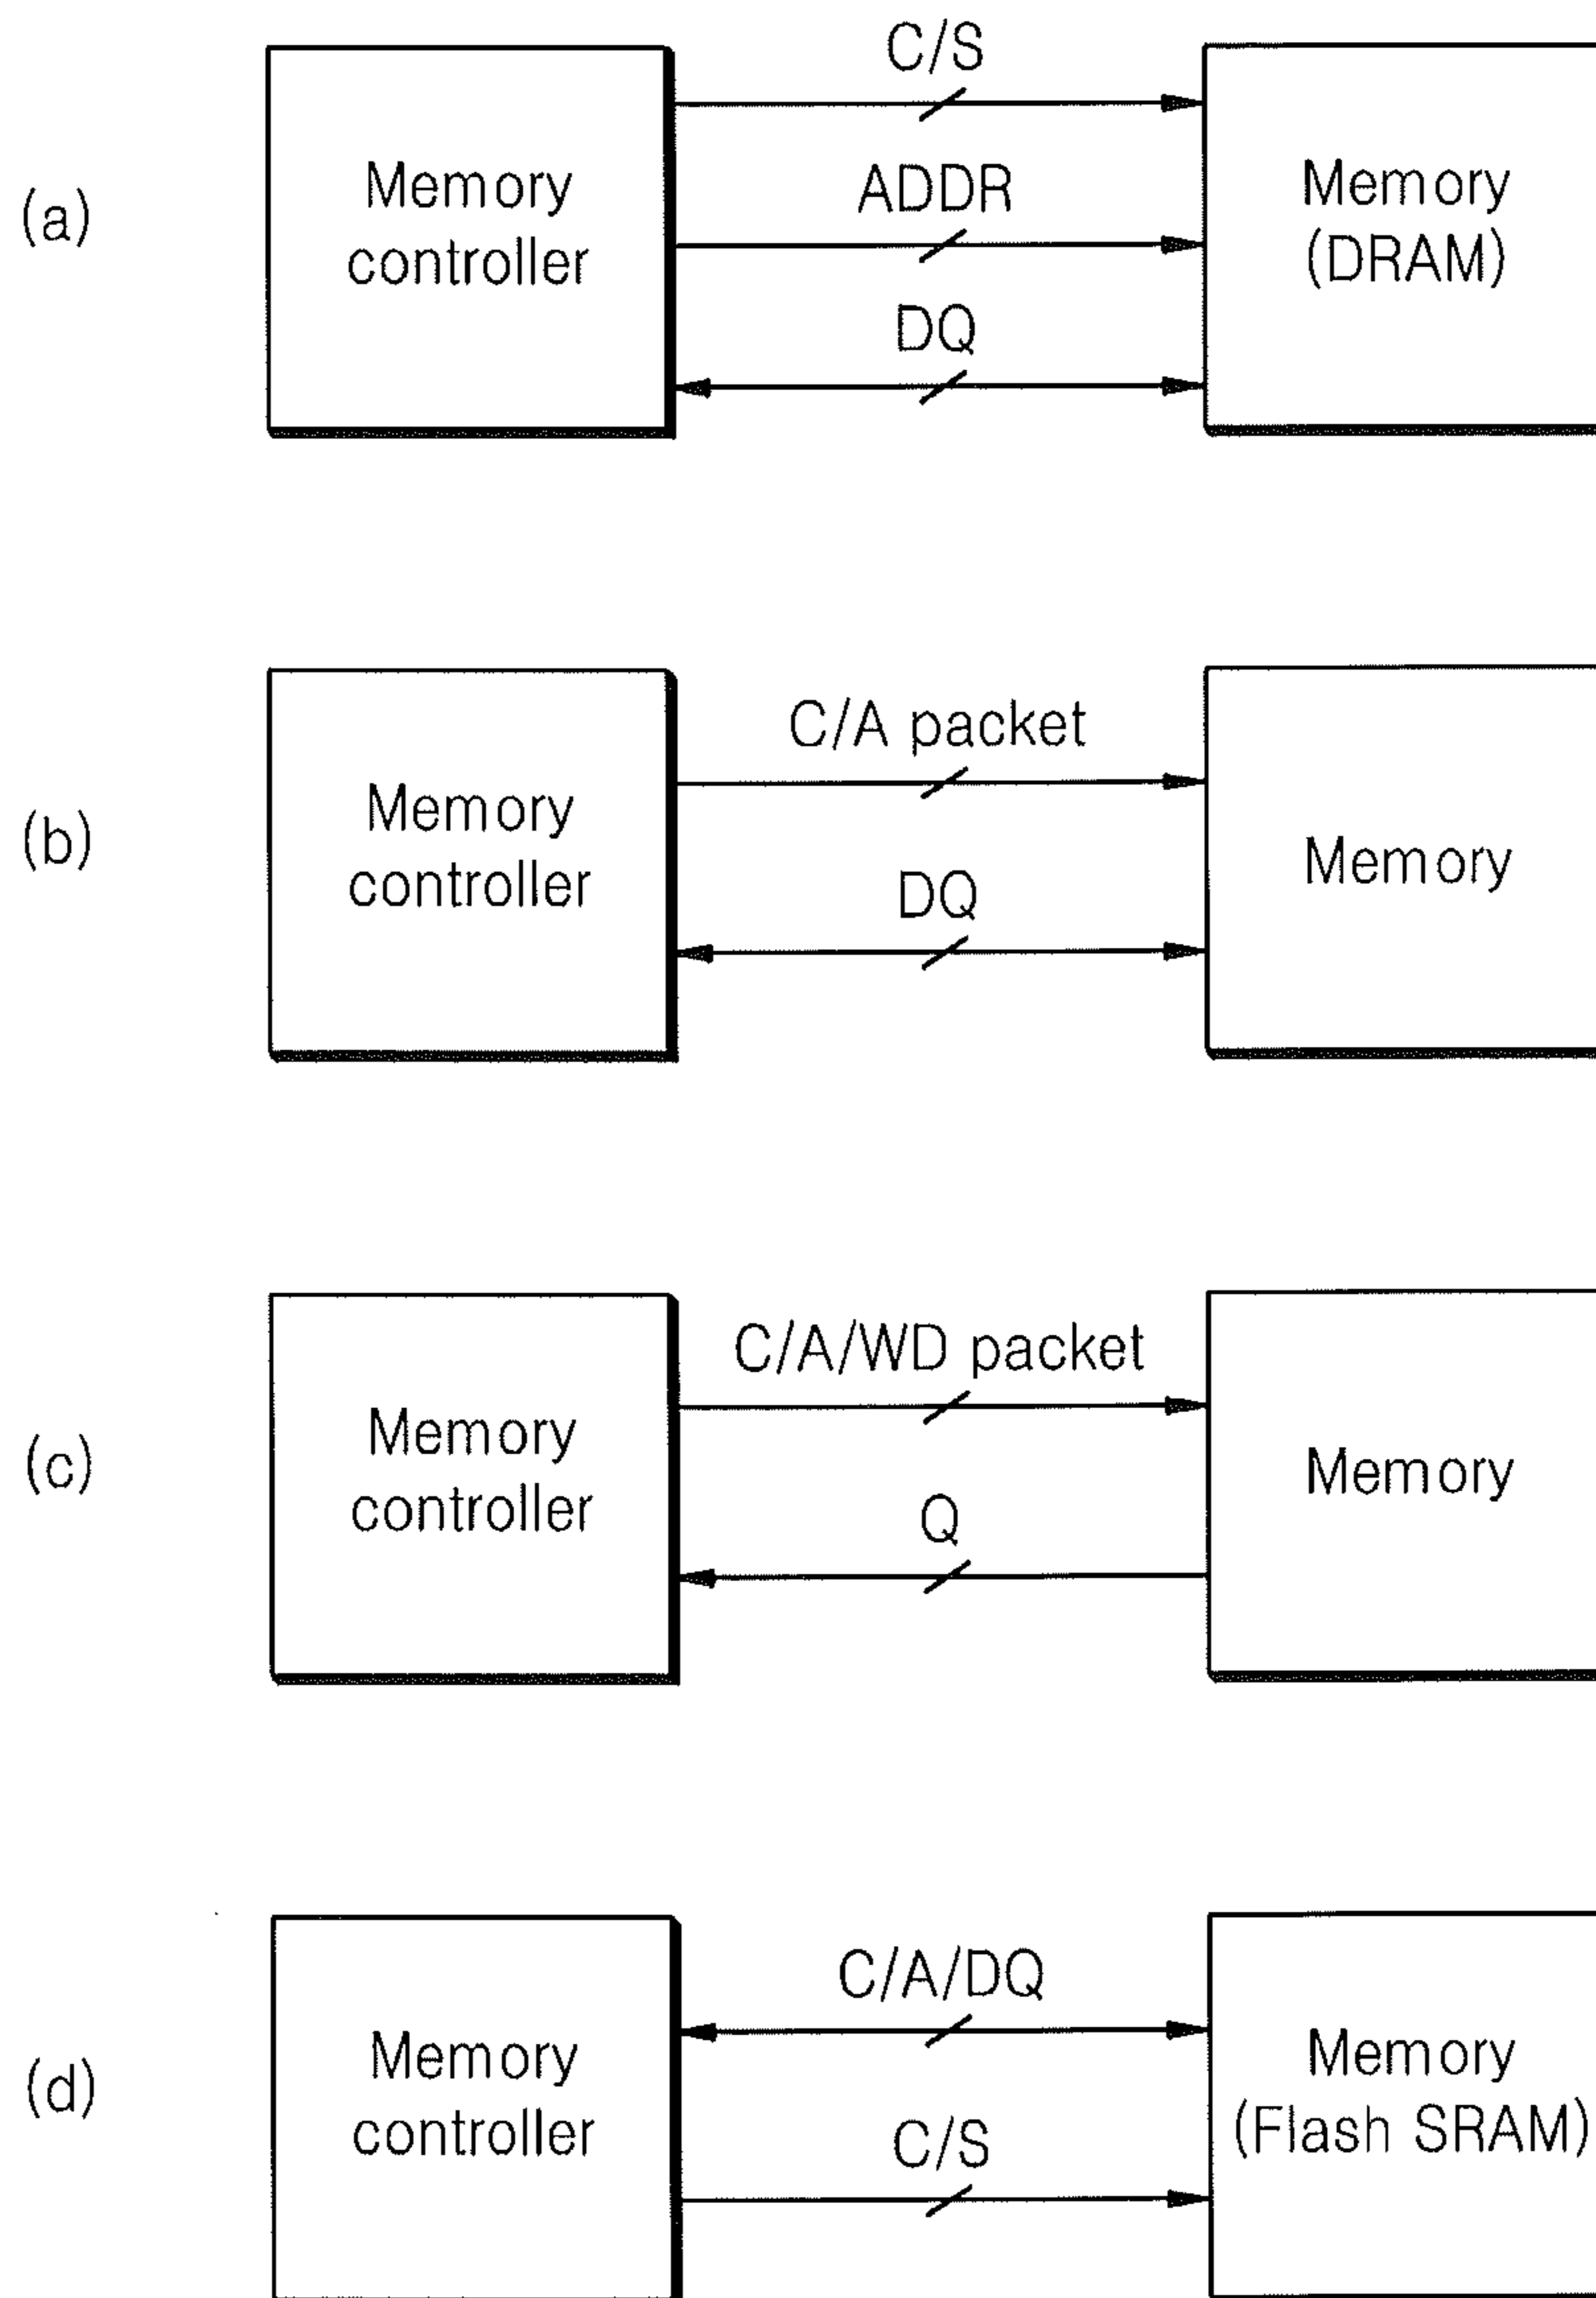 (a)
Memory
controller
C/S
ADDR
DQ
Memory
(DRAM)
(b)
Memory
controller
C/A packet
DQ
Memory
(c)
Memory
controller
C/A/WD packet
Q
Memory
(d)
Memory
controller
C/A/DQ
C/S
Memory
(Flash SRAM)